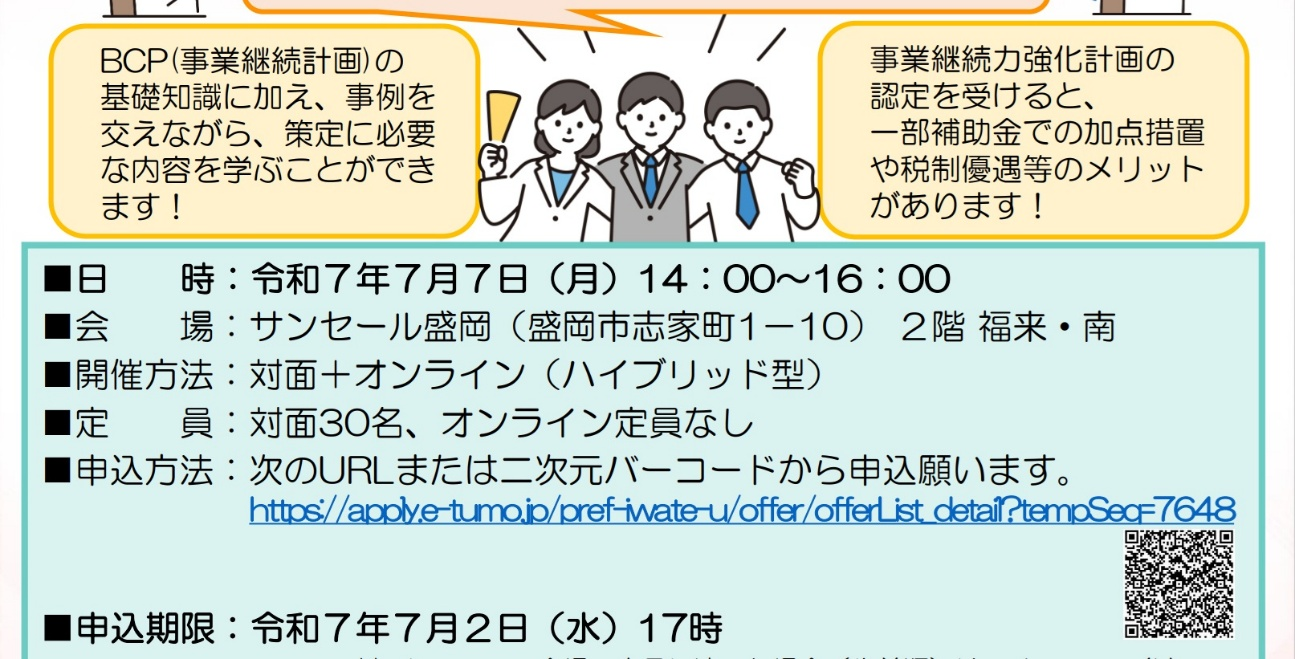 BCP(事業継続計画)の
基礎知識に加え、事例を
交えながら、策定に必要
な内容を学ぶことができ
ます！
事業継続力強化計画の
認定を受けると、
一部補助金での加点措置
や税制優遇等のメリット
があります！
■日　　時：令和７年７月７日（月）14：00～16：00
■会　　場：サンセール盛岡（盛岡市志家町1－10）　２階 福来・南
■開催方法：対面＋オンライン（ハイブリッド型）
■定　　員：対面30名、オンライン定員なし
■申込方法：次のURLまたは二次元バーコードから申込願います。
https://apply.e-tumo.jp/pref-iwate-u/offer/offerList_detail?tempSeq=7648
■申込期限：令和７年７月２日（水）17時